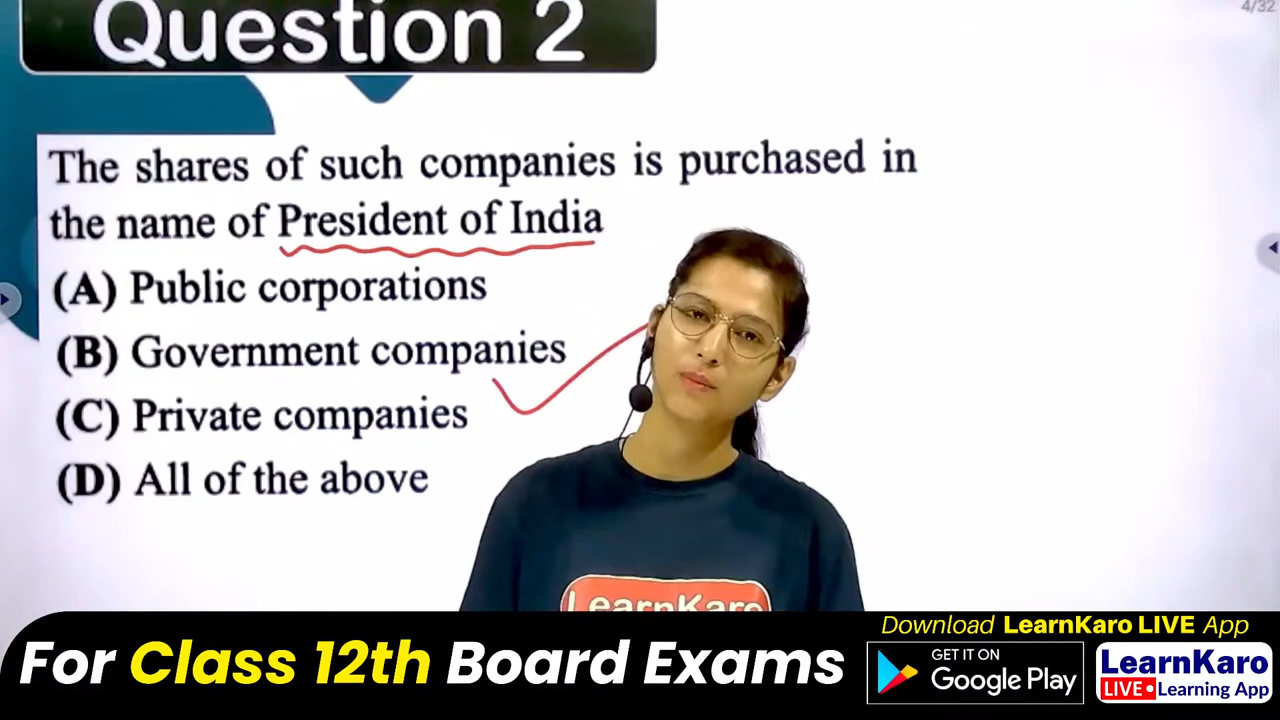 4/32
Question 2
The shares of such companies is purchased in
the name of President of India
(A) Public corporations
(B) Government companies
(C) Private companies
(D) All of the above
LearnKaro
For Class 12th Board Exams
Download LearnKaro LIVE App
GET IT ON
Google Play
LearnKaro
LIVE Learning App